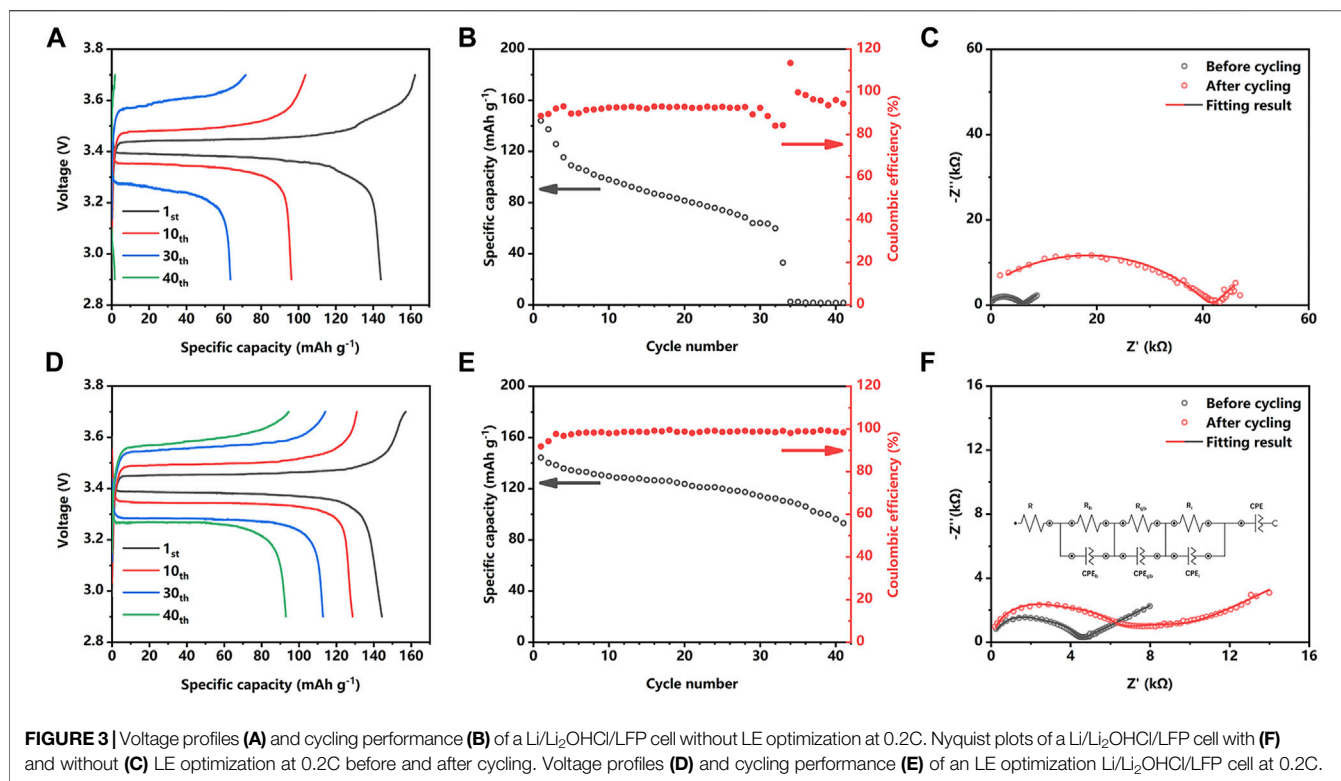 A
3.8
3.6
3.4
3.2
3.0
2.8
Voltage (V)
1st
10th
30th
40th
0 20 40 60 80 100 120 140 160
Specific capacity (mAh g-1)
B
200
160
120
80
40
0
Specific capacity (mAh g-1)
120
100
80
60
40
20
0
Coulombic efficiency (%)
0 10 20 30 40
Cycle number
C
60
40
20
0
-Z''(kΩ)
Before cycling
After cycling
Fitting result
0 20 40 60
Z' (kΩ)
D
3.8
3.6
3.4
3.2
3.0
2.8
Voltage (V)
1st
10th
30th
40th
0 20 40 60 80 100 120 140 160
Specific capacity (mAh g-1)
E
200
160
120
80
40
0
Specific capacity (mAh g-1)
120
100
80
60
40
20
0
Coulombic efficiency (%)
0 10 20 30 40
Cycle number
F
16
12
8
4
0
-Z''(kΩ)
Before cycling
After cycling
Fitting result
R Rb Rgb Ri CPE
CPEb CPEgb CPEi
0 4 8 12 16
Z' (kΩ)
FIGURE 3 | Voltage profiles (A) and cycling performance (B) of a Li/Li2OHCl/LFP cell without LE optimization at 0.2C. Nyquist plots of a Li/Li2OHCl/LFP cell with (F)
and without (C) LE optimization at 0.2C before and after cycling. Voltage profiles (D) and cycling performance (E) of an LE optimization Li/Li2OHCl/LFP cell at 0.2C.